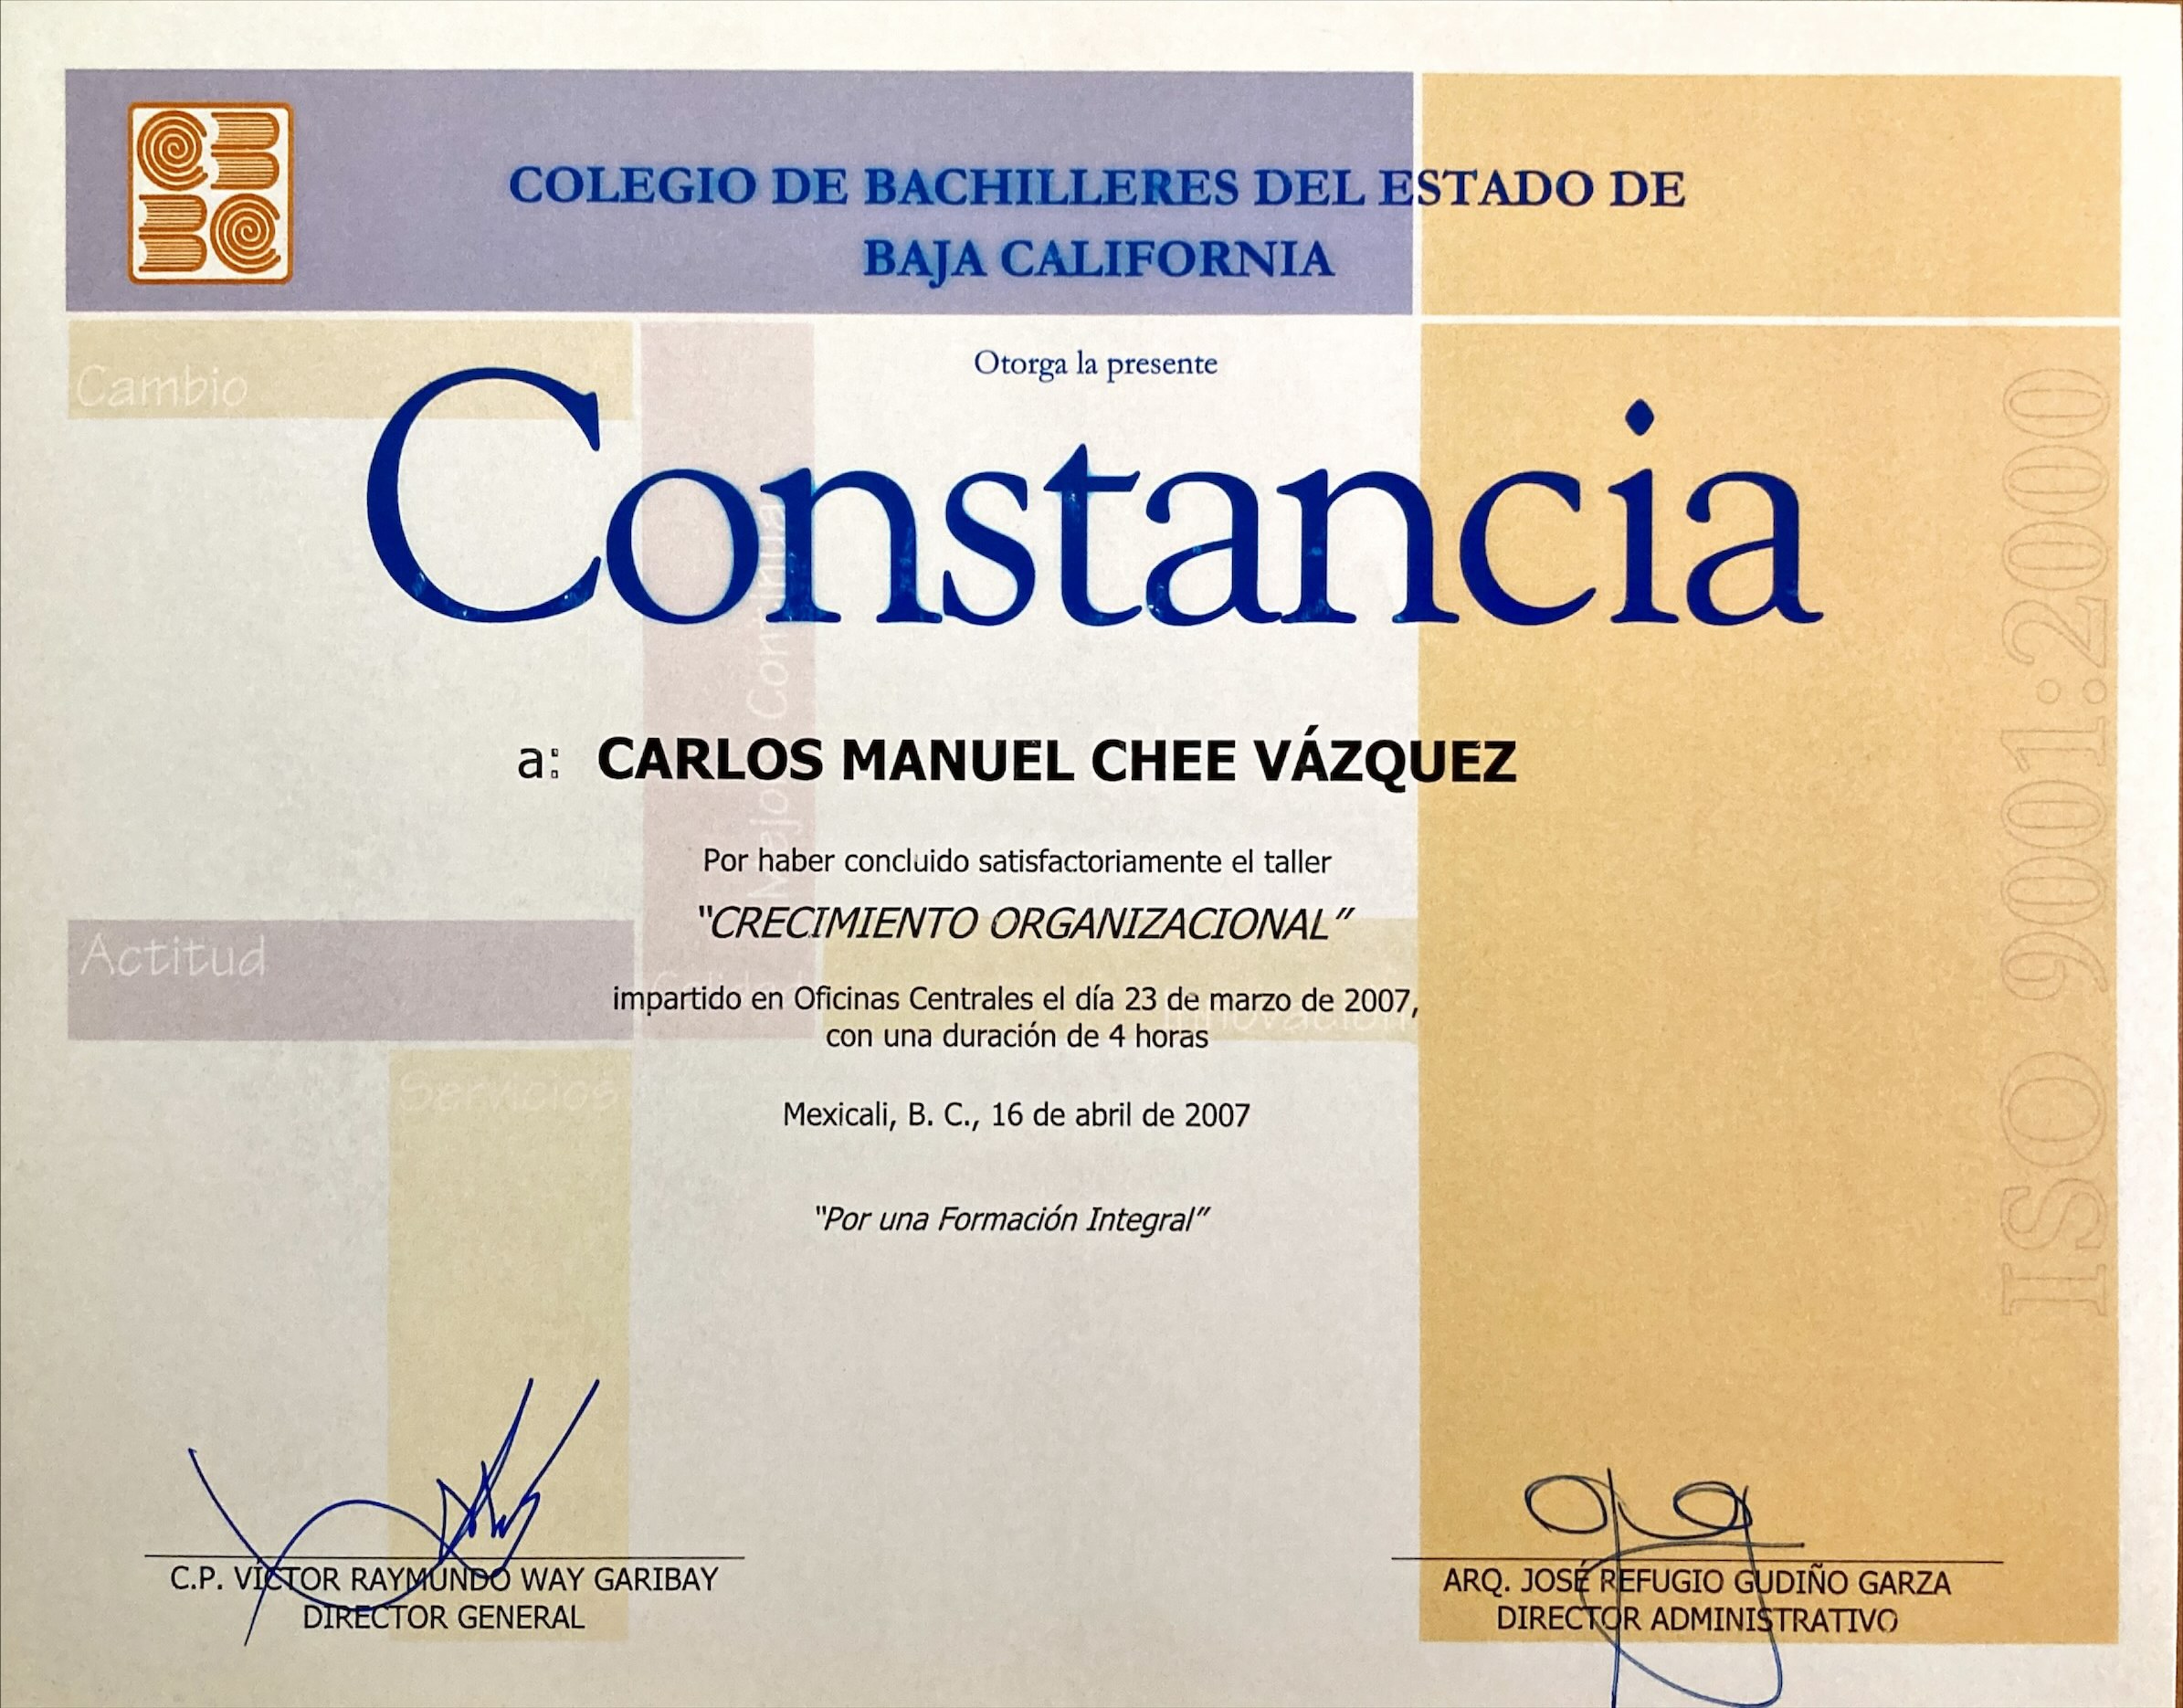 COLEGIO DE BACHILLERES DEL ESTADO DE
BAJA CALIFORNIA
Otorga la presente
Cambio
Constancia
Mejora Continua
a: CARLOS MANUEL CHEE VÁZQUEZ
Por haber concluido satisfactoriamente el taller
"CRECIMIENTO ORGANIZACIONAL"
Actitud
Calidad
impartido en Oficinas Centrales el día 23 de marzo de 2007,
Innovación
con una duración de 4 horas
Servicios
Mexicali, B. C., 16 de abril de 2007
"Por una Formación Integral"
ISO 9001:2000
C.P. VÍCTOR RAYMUNDO WAY GARIBAY
DIRECTOR GENERAL
ARQ. JOSÉ REFUGIO GUDIÑO GARZA
DIRECTOR ADMINISTRATIVO